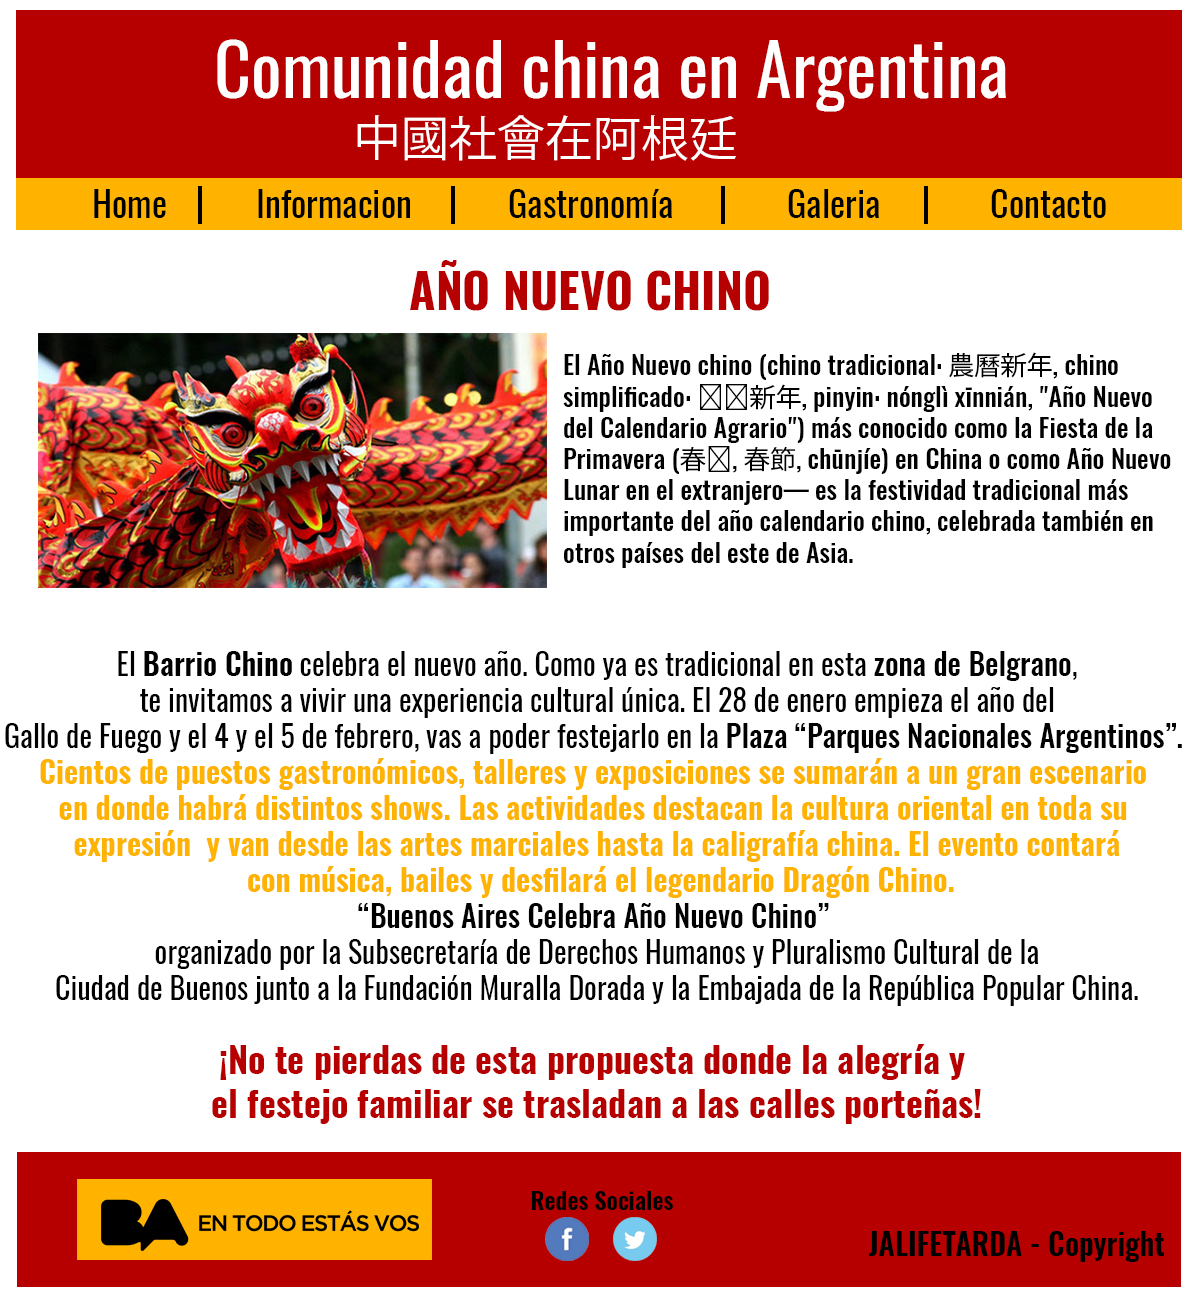 Comunidad china en Argentina
中國社會在阿根廷
Home | Informacion | Gastronomía | Galeria | Contacto
AÑO NUEVO CHINO
El Año Nuevo chino (chino tradicional· 農曆新年, chino
simplificado· 新年, pinyin· nónglì xīnnián, "Año Nuevo
del Calendario Agrario") más conocido como la Fiesta de la
Primavera (春, 春節, chūnjíe) en China o como Año Nuevo
Lunar en el extranjero— es la festividad tradicional más
importante del año calendario chino, celebrada también en
otros países del este de Asia.
El Barrio Chino celebra el nuevo año. Como ya es tradicional en esta zona de Belgrano,
te invitamos a vivir una experiencia cultural única. El 28 de enero empieza el año del
Gallo de Fuego y el 4 y el 5 de febrero, vas a poder festejarlo en la Plaza “Parques Nacionales Argentinos”.
Cientos de puestos gastronómicos, talleres y exposiciones se sumarán a un gran escenario
en donde habrá distintos shows. Las actividades destacan la cultura oriental en toda su
expresión y van desde las artes marciales hasta la caligrafía china. El evento contará
con música, bailes y desfilará el legendario Dragón Chino.
“Buenos Aires Celebra Año Nuevo Chino”
organizado por la Subsecretaría de Derechos Humanos y Pluralismo Cultural de la
Ciudad de Buenos junto a la Fundación Muralla Dorada y la Embajada de la República Popular China.
¡No te pierdas de esta propuesta donde la alegría y
el festejo familiar se trasladan a las calles porteñas!
BA EN TODO ESTÁS VOS
Redes Sociales
JALIFETARDA - Copyright